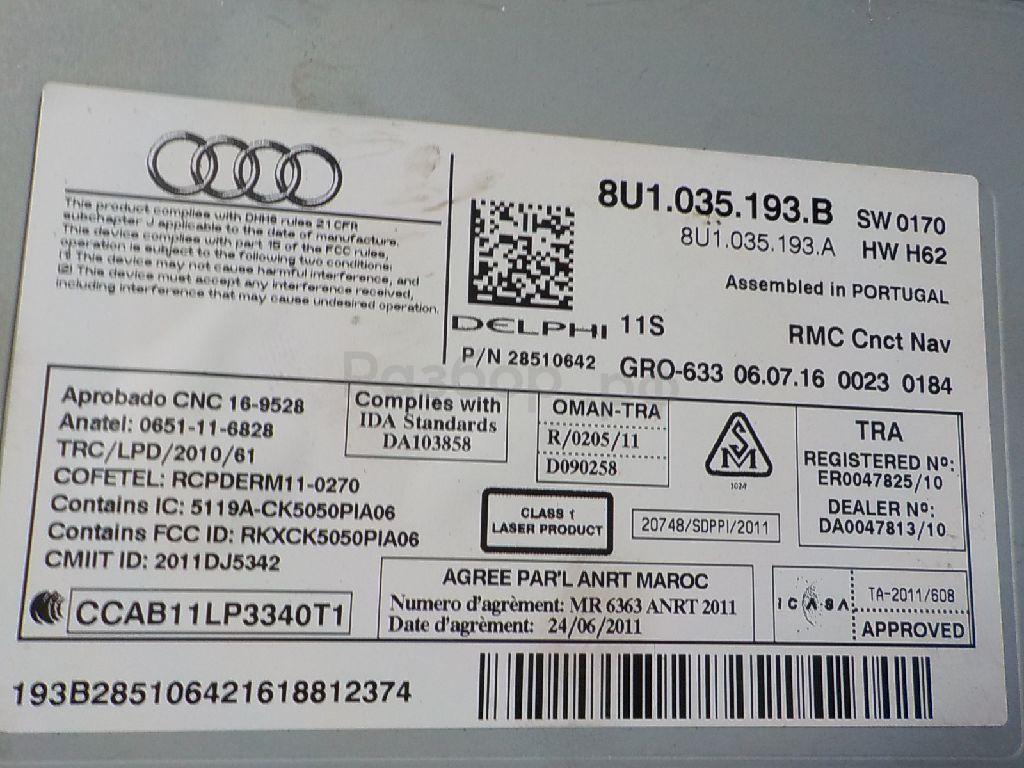 This product complies with DHHS rules 21CFR
subchapter J applicable to the date of manufacture.
This device complies with part 15 of the FCC rules,
operation is subject to the following two conditions:
(1) This device may not cause harmful interference, and
(2) This device must accept any interference received,
including interference that may cause undesired operation.
8U1.035.193.B SW 0170
8U1.035.193.A HW H62
Assembled in PORTUGAL
DELPHI 11S
RMC Cnct Nav
P/N 28510642
GRO-633 06.07.16 0023 0184
Разбор.рф
Aprobado CNC 16-9528
Anatel: 0651-11-6828
TRC/LPD/2010/61
COFETEL: RCPDERM11-0270
Contains IC: 5119A-CK5050PIA06
Contains FCC ID: RKXCK5050PIA06
CMIIT ID: 2011DJ5342
CCAB11LP3340T1
Complies with
IDA Standards
DA103858
OMAN-TRA
R/0205/11
D090258
CLASS 1
LASER PRODUCT
SM
20748/SDPPI/2011
TRA
REGISTERED Nº:
ER0047825/10
DEALER Nº:
DA0047813/10
AGREE PAR'L ANRT MAROC
Numero d'agrèment: MR 6363 ANRT 2011
Date d'agrèment: 24/06/2011
ICASA
TA-2011/608
APPROVED
193B285106421618812374